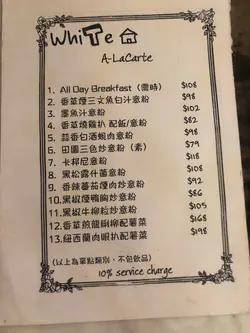 WhiTe
A-LaCarte
1. All Day Breakfast (需時) $108
2. 香草煙三文魚白汁意粉 $98
3. 墨魚汁意粉 $102
4. 香草燒雞扒 配飯/意粉 $82
5. 蒜香白酒蜆肉意粉 $98
6. 田園三色炒意粉 (素) $79
7. 卡邦尼意粉 $118
8. 黑松露什菌意粉 $108
9. 香辣蕃茄煙肉炒意粉 $92
10. 黑椒煙鴨胸炒意粉 $86
11. 黑椒牛柳粒炒意粉 $105
12. 香草煎龍脷柳配薯菜 $168
13. 紐西蘭肉眼扒配薯菜 $198
(以上為單點類別，不包飲品)
10% service charge